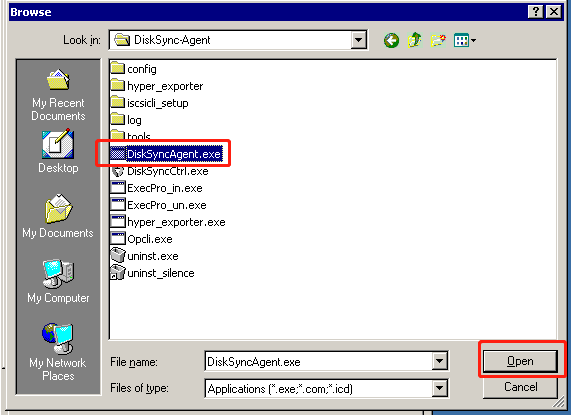 Browse
Look in:
DiskSync-Agent
My Recent
Documents
Desktop
My Documents
My Computer
My Network
Places
config
hyper_exporter
iscsicli_setup
log
tools
DiskSyncAgent.exe
DiskSyncCtrl.exe
ExecPro_in.exe
ExecPro_un.exe
hyper_exporter.exe
Opcli.exe
uninst.exe
uninst_silence
File name:
DiskSyncAgent.exe
Open
Files of type:
Applications (*.exe;*.com;*.icd)
Cancel